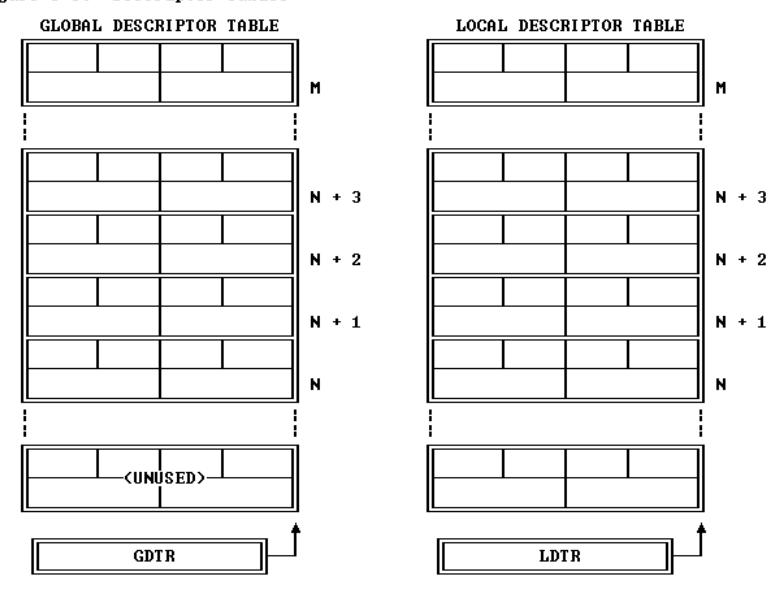 GLOBAL DESCRIPTOR TABLE
LOCAL DESCRIPTOR TABLE
M
M
N + 3
N + 3
N + 2
N + 2
N + 1
N + 1
N
N
<UNUSED>
GDTR
LDTR